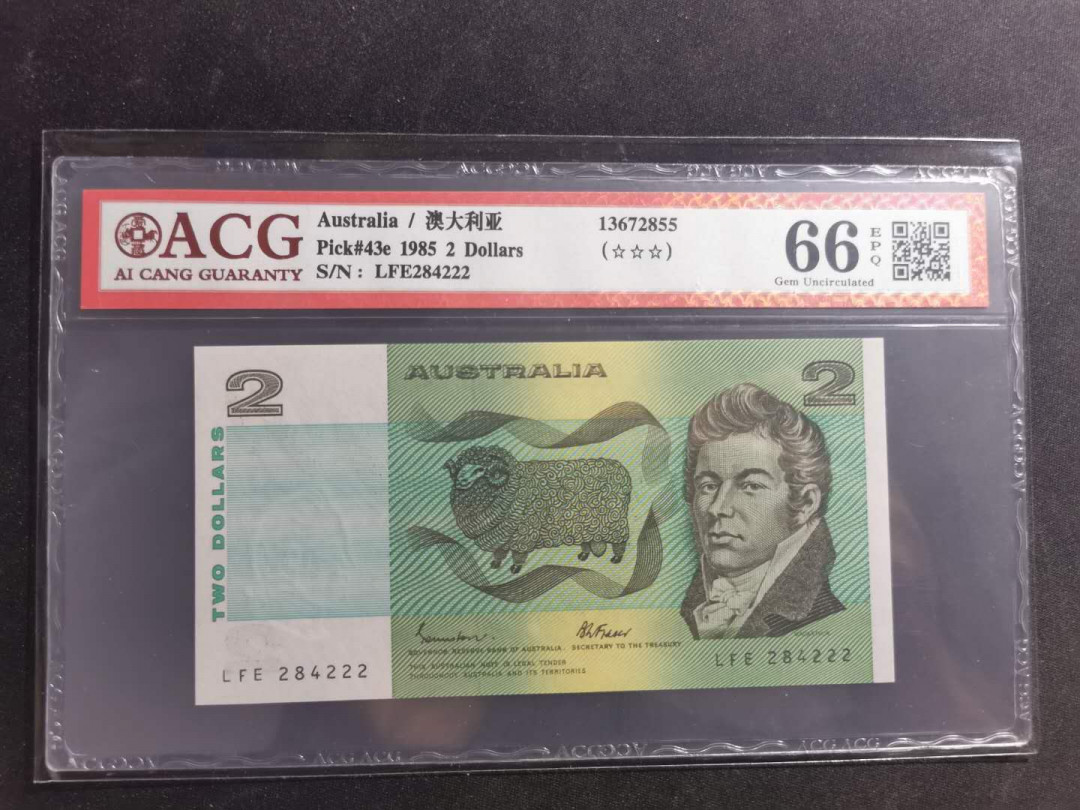 ACG
AI CANG GUARANTY
Australia / 澳大利亚
Pick#43e 1985 2 Dollars
S/N : LFE284222
13672855
(☆☆☆)
66
EPQ
Gem Uncirculated
2
AUSTRALIA
2
TWO DOLLARS
GOVERNOR RESERVE BANK OF AUSTRALIA. SECRETARY TO THE TREASURY
THIS AUSTRALIAN NOTE IS LEGAL TENDER
THROUGHOUT AUSTRALIA AND ITS TERRITORIES
LFE 284222
LFE 284222